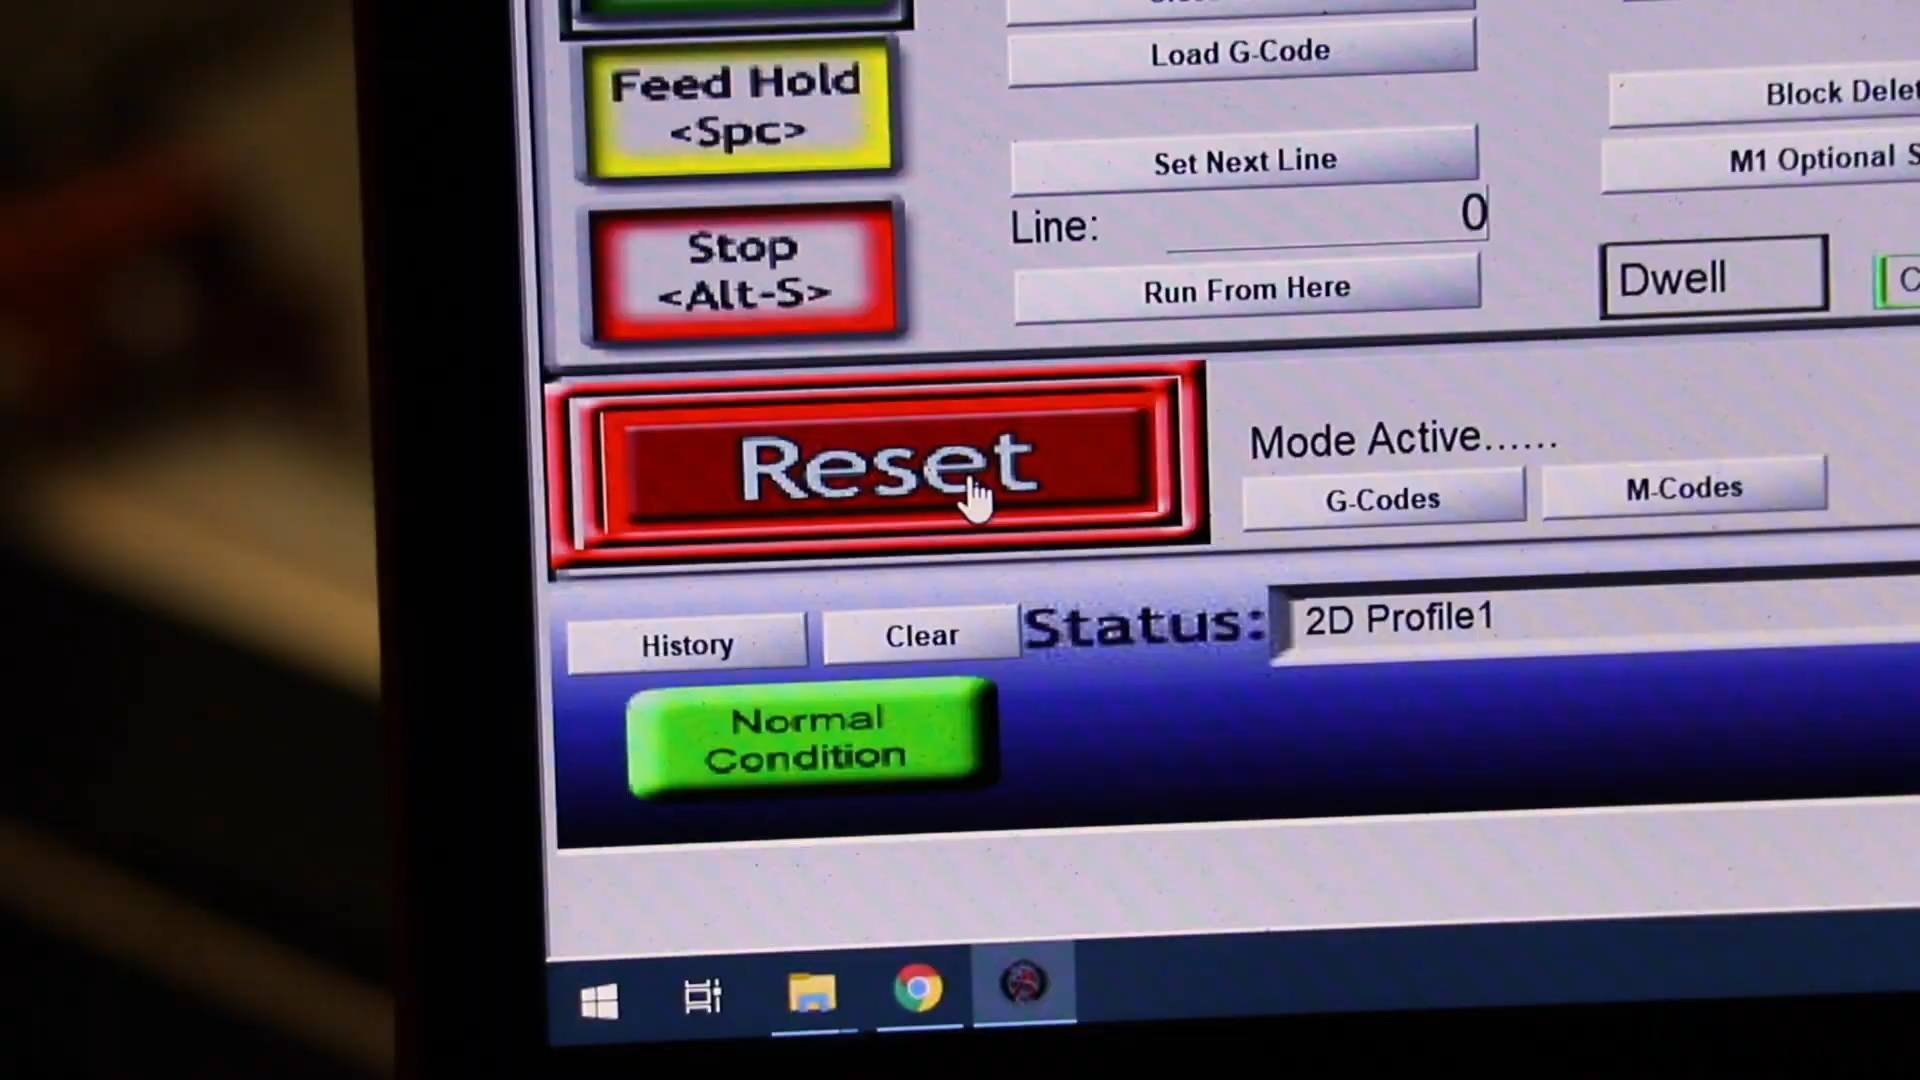 Load G-Code
Feed Hold
<Spc>
Block Delet
Set Next Line
M1 Optional S
Line: 0
Stop
<Alt-S>
Run From Here
Dwell
Reset
Mode Active......
G-Codes
M-Codes
History
Clear
Status:
2D Profile1
Normal
Condition